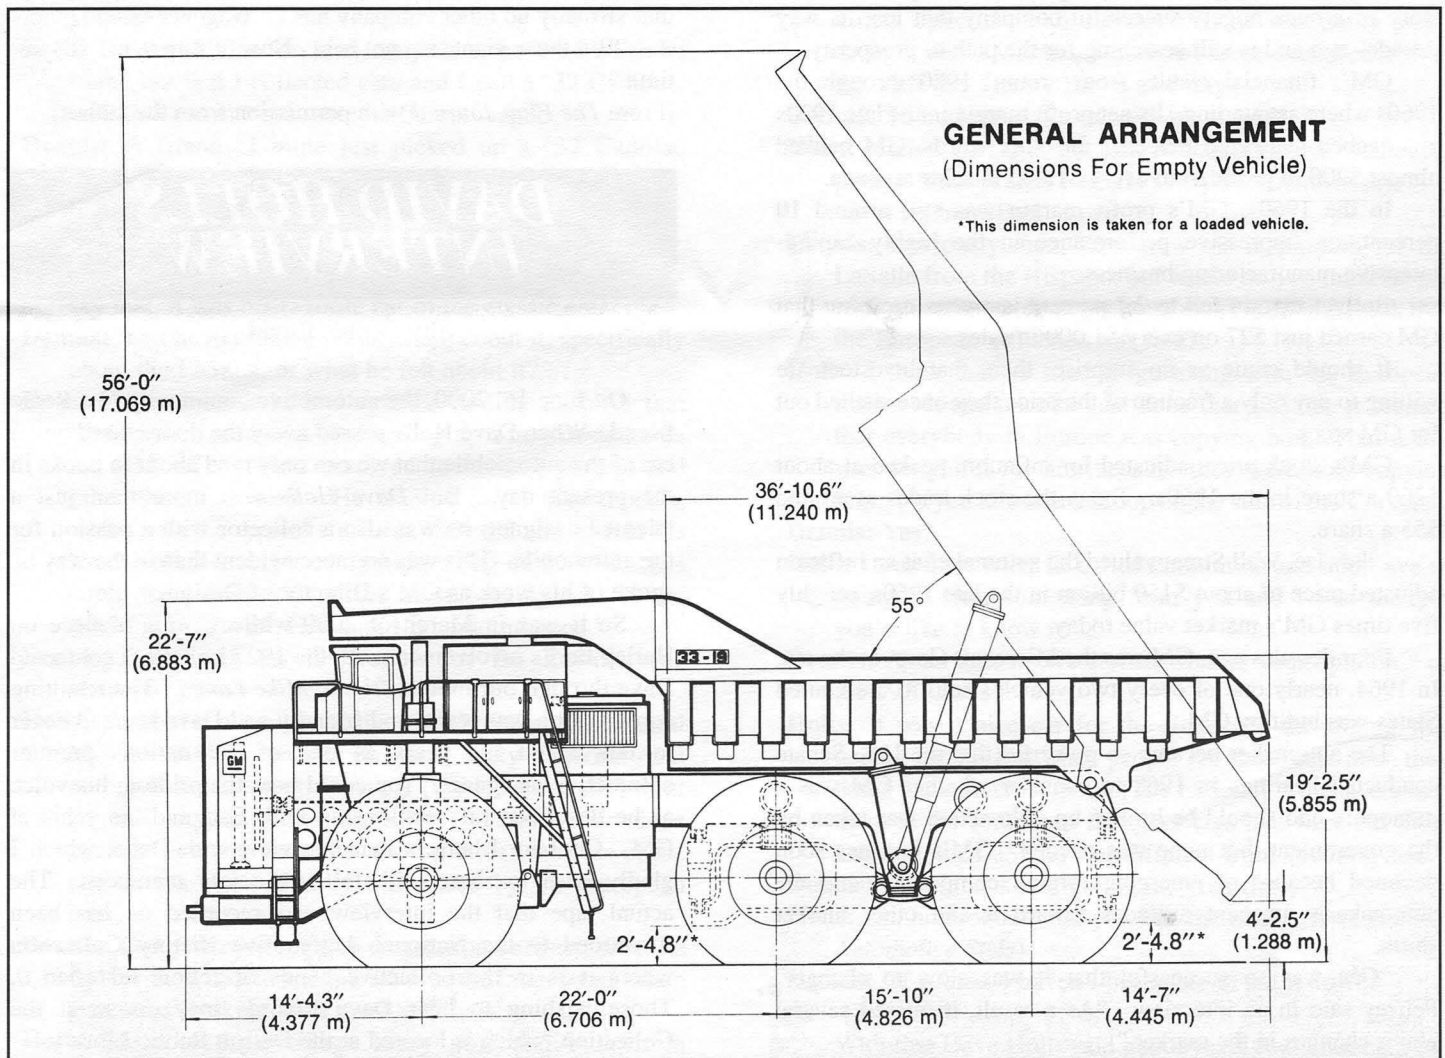 GENERAL ARRANGEMENT
(Dimensions For Empty Vehicle)
*This dimension is taken for a loaded vehicle.
56′-0″
(17.069 m)
36′-10.6″
(11.240 m)
55°
22′-7″
(6.883 m)
33-19
GM
19′-2.5″
(5.855 m)
4′-2.5″
(1.288 m)
2′-4.8″*
2′-4.8″*
14′-4.3″
(4.377 m)
22′-0″
(6.706 m)
15′-10″
(4.826 m)
14′-7″
(4.445 m)